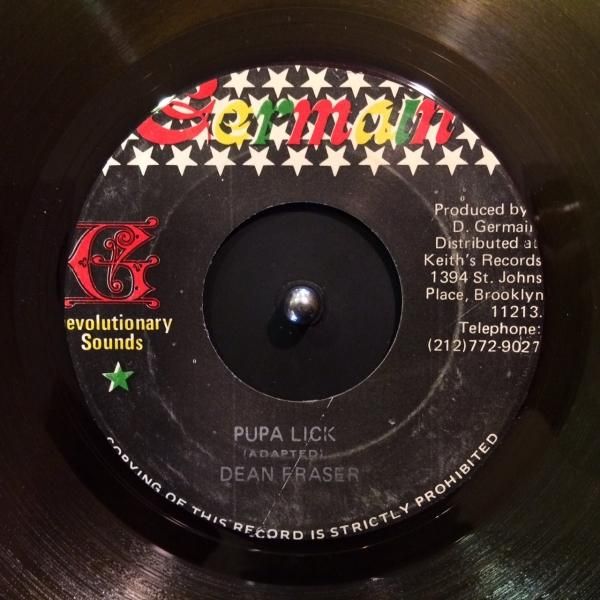 Germain
G
evolutionary
Sounds
Produced by
D. Germain
Distributed at
Keith's Records
1394 St. Johns
Place, Brooklyn
11213.
Telephone:
(212)772-9027
PUPA LICK
(ADAPTED)
DEAN FRASER
COPYING OF THIS RECORD IS STRICTLY PROHIBITED